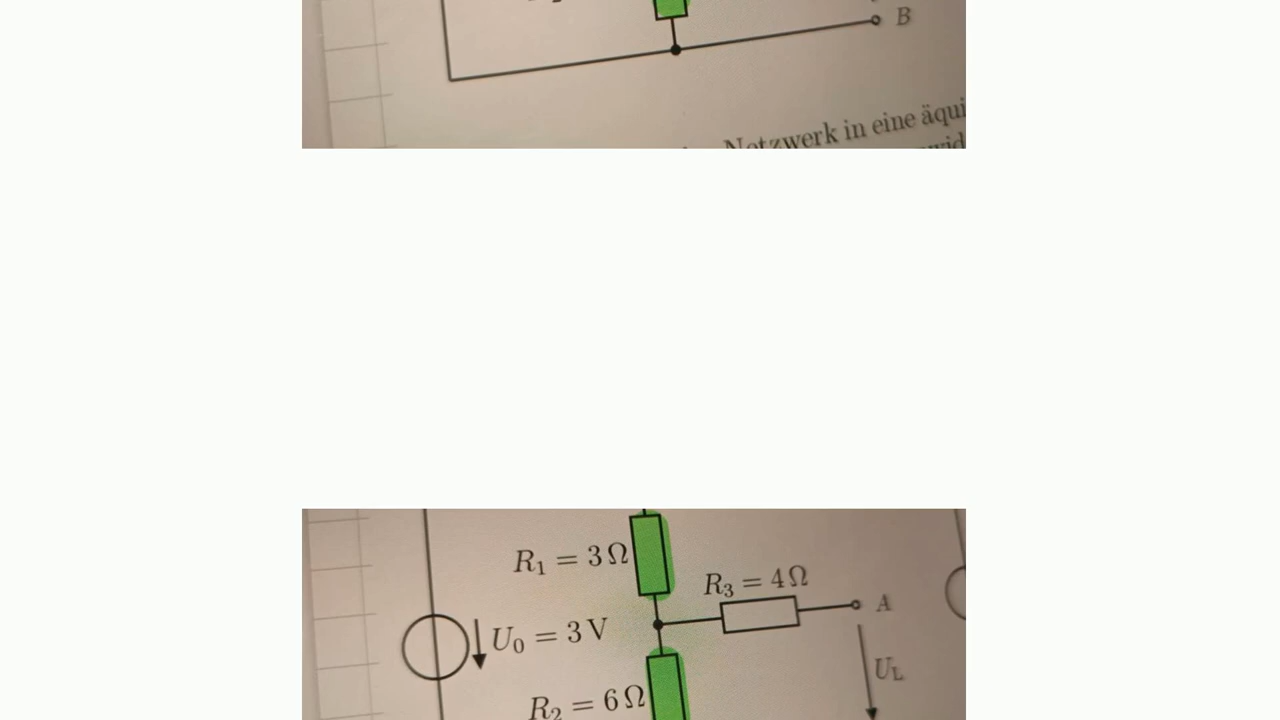 B
Netzwerk in eine äqui
R₁ = 3 Ω
R₃ = 4 Ω
A
U₀ = 3 V
U_L
R₂ = 6 Ω